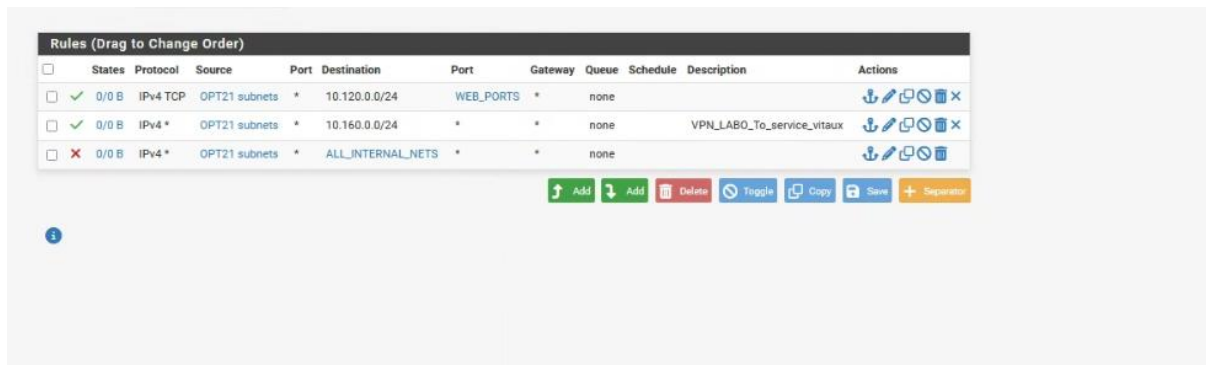 Rules (Drag to Change Order)
States Protocol Source Port Destination Port Gateway Queue Schedule Description Actions
0/0 B IPv4 TCP OPT21 subnets * 10.120.0.0/24 WEB_PORTS * none
0/0 B IPv4 * OPT21 subnets * 10.160.0.0/24 * * none VPN_LABO_To_service_vitaux
0/0 B IPv4 * OPT21 subnets * ALL_INTERNAL_NETS * * none
Add Add Delete Toggle Copy Save Separator